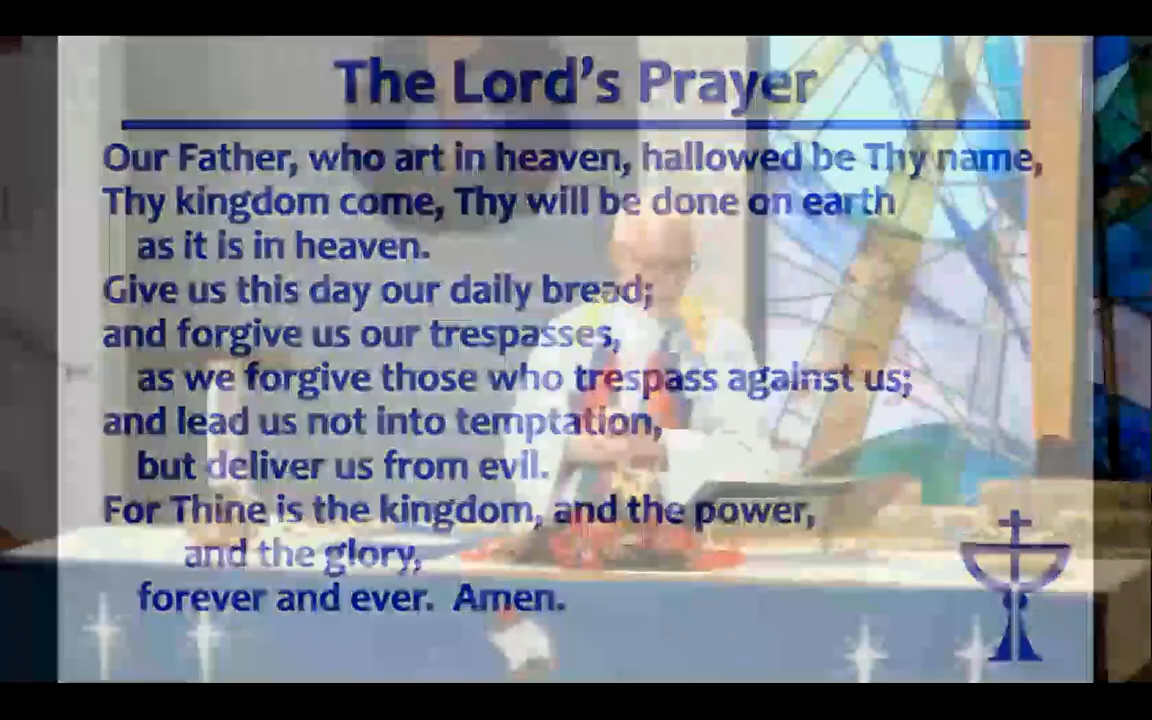 The Lord's Prayer
Our Father, who art in heaven, hallowed be Thy name,
Thy kingdom come, Thy will be done on earth
as it is in heaven.
Give us this day our daily bread;
and forgive us our trespasses,
as we forgive those who trespass against us;
and lead us not into temptation,
but deliver us from evil.
For Thine is the kingdom, and the power,
and the glory,
forever and ever. Amen.